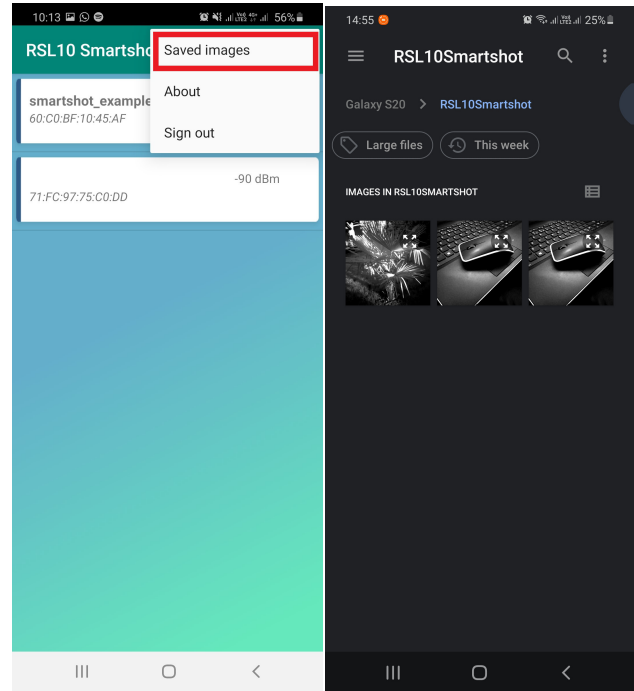 10:13
56%
RSL10 Smartsho
Saved images
About
Sign out
smartshot_example
60:C0:BF:10:45:AF
-90 dBm
71:FC:97:75:C0:DD
14:55
25%
RSL10Smartshot
Galaxy S20 > RSL10Smartshot
Large files
This week
IMAGES IN RSL10SMARTSHOT